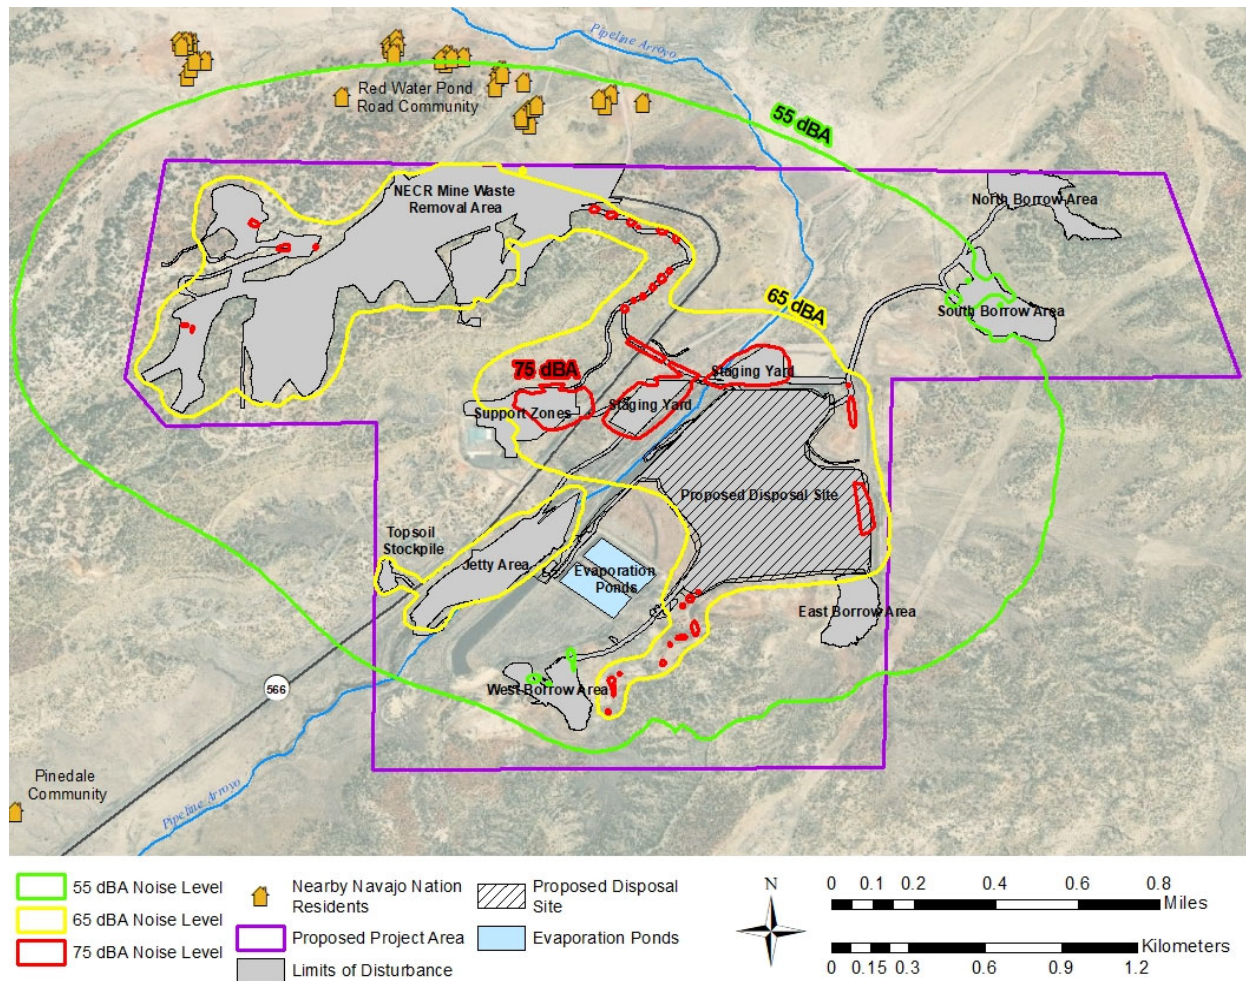 Pipeline Arroyo
Red Water Pond
Road Community
55 dBA
NECR Mine Waste
Removal Area
North Borrow Area
65 dBA
South Borrow Area
75 dBA
Staging Yard
Support Zones
Staging Yard
Proposed Disposal Site
Topsoil
Stockpile
Jetty Area
Evaporation
Ponds
East Borrow Area
West Borrow Area
566
Pinedale
Community
Pipeline Arroyo
55 dBA Noise Level
65 dBA Noise Level
75 dBA Noise Level
Nearby Navajo Nation
Residents
Proposed Project Area
Limits of Disturbance
Proposed Disposal
Site
Evaporation Ponds
N
0 0.1 0.2 0.4 0.6 0.8
Miles
Kilometers
0 0.15 0.3 0.6 0.9 1.2